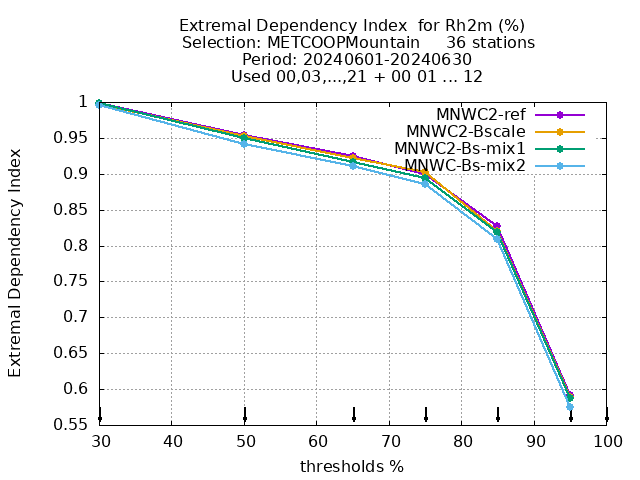 Extremal Dependency Index  for Rh2m (%)
Selection: METCOOPMountain     36 stations
Period: 20240601-20240630
Used 00,03,...,21 + 00 01 ... 12
MNWC2-ref
MNWC2-Bscale
MNWC2-Bs-mix1
MNWC-Bs-mix2
Extremal Dependency Index
1
0.95
0.9
0.85
0.8
0.75
0.7
0.65
0.6
0.55
30 40 50 60 70 80 90 100
thresholds %